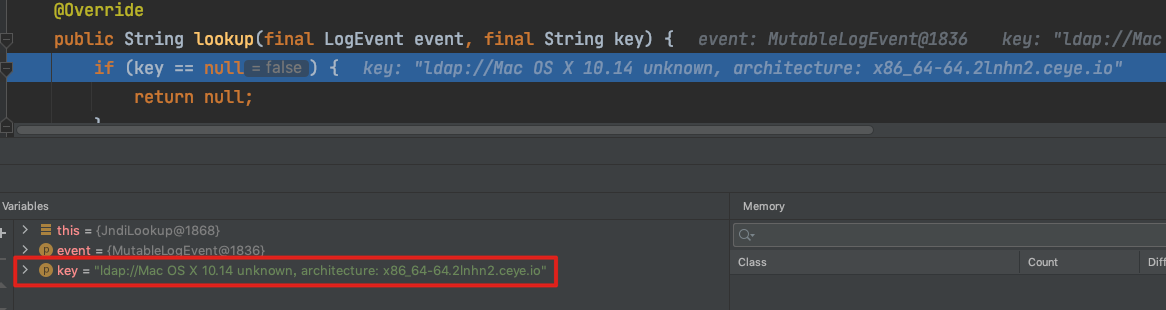 @Override
public String lookup(final LogEvent event, final String key) { event: MutableLogEvent@1836 key: "ldap://Mac
if (key == null = false ) { key: "ldap://Mac OS X 10.14 unknown, architecture: x86_64-64.2lnhn2.ceye.io"
return null;
}
Variables
Memory
this = {JndiLookup@1868}
event = {MutableLogEvent@1836}
key = "ldap://Mac OS X 10.14 unknown, architecture: x86_64-64.2lnhn2.ceye.io"
Class Count Diff